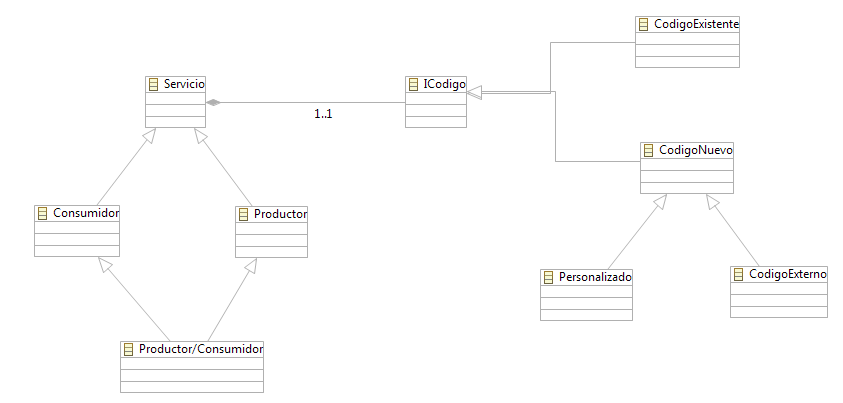 CodigoExistente
Servicio
ICodigo
1..1
CodigoNuevo
Consumidor
Productor
Personalizado
CodigoExterno
Productor/Consumidor